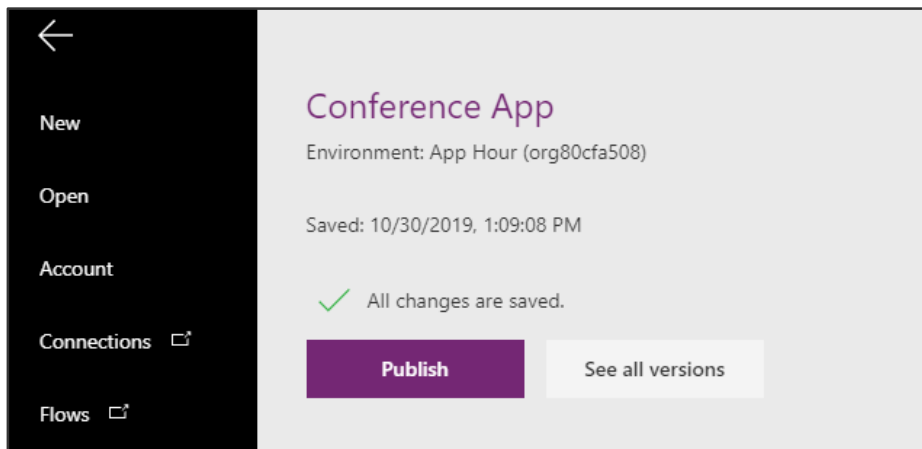 New
Open
Account
Connections
Flows
Conference App
Environment: App Hour (org80cfa508)
Saved: 10/30/2019, 1:09:08 PM
All changes are saved.
Publish
See all versions